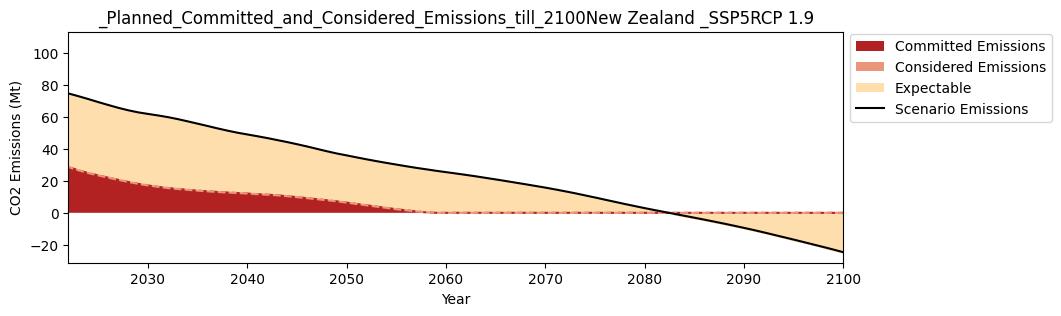 _Planned_Committed_and_Considered_Emissions_till_2100New Zealand _SSP5RCP 1.9
Committed Emissions
Considered Emissions
Expectable
Scenario Emissions
CO2 Emissions (Mt)
100
80
60
40
20
0
−20
2030
2040
2050
2060
2070
2080
2090
2100
Year